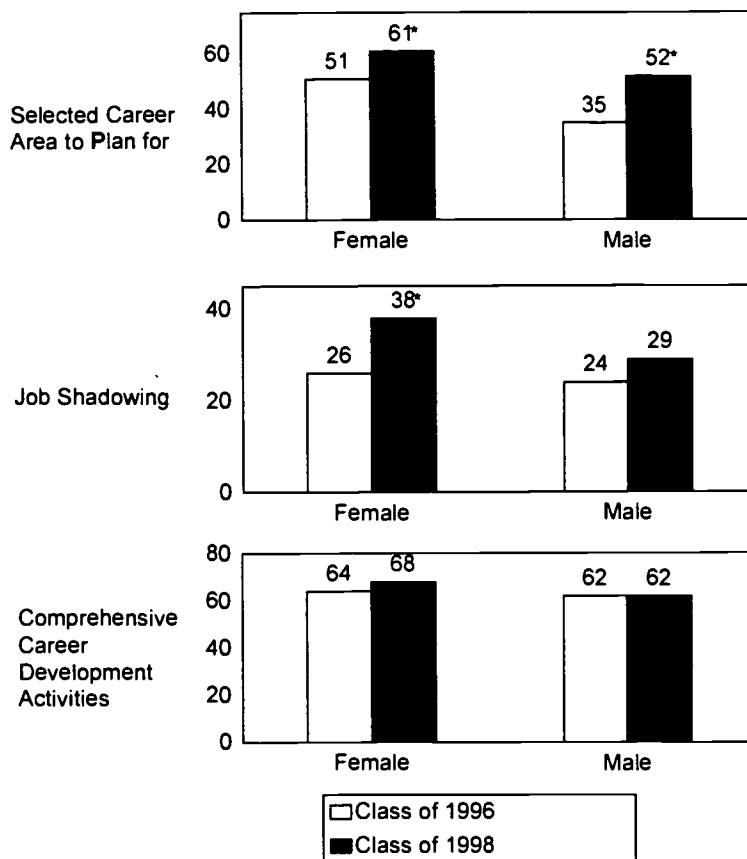 60
40
20
0
51
61*
35
52*
Selected Career
Area to Plan for
Female
Male
40
20
0
26
38*
24
29
Job Shadowing
Female
Male
80
60
40
20
0
64
68
62
62
Comprehensive
Career
Development
Activities
Female
Male
Class of 1996
Class of 1998